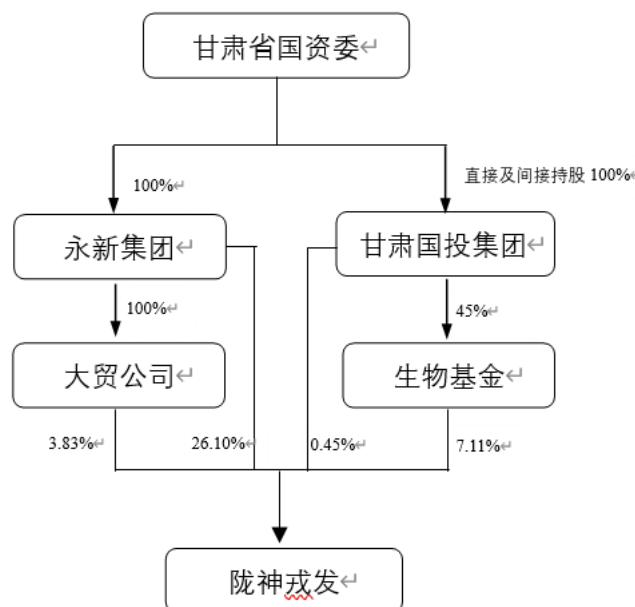 甘肃省国资委
100%
直接及间接持股 100%
永新集团
甘肃国投集团
100%
45%
大贸公司
生物基金
3.83%
26.10%
0.45%
7.11%
陇神戎发